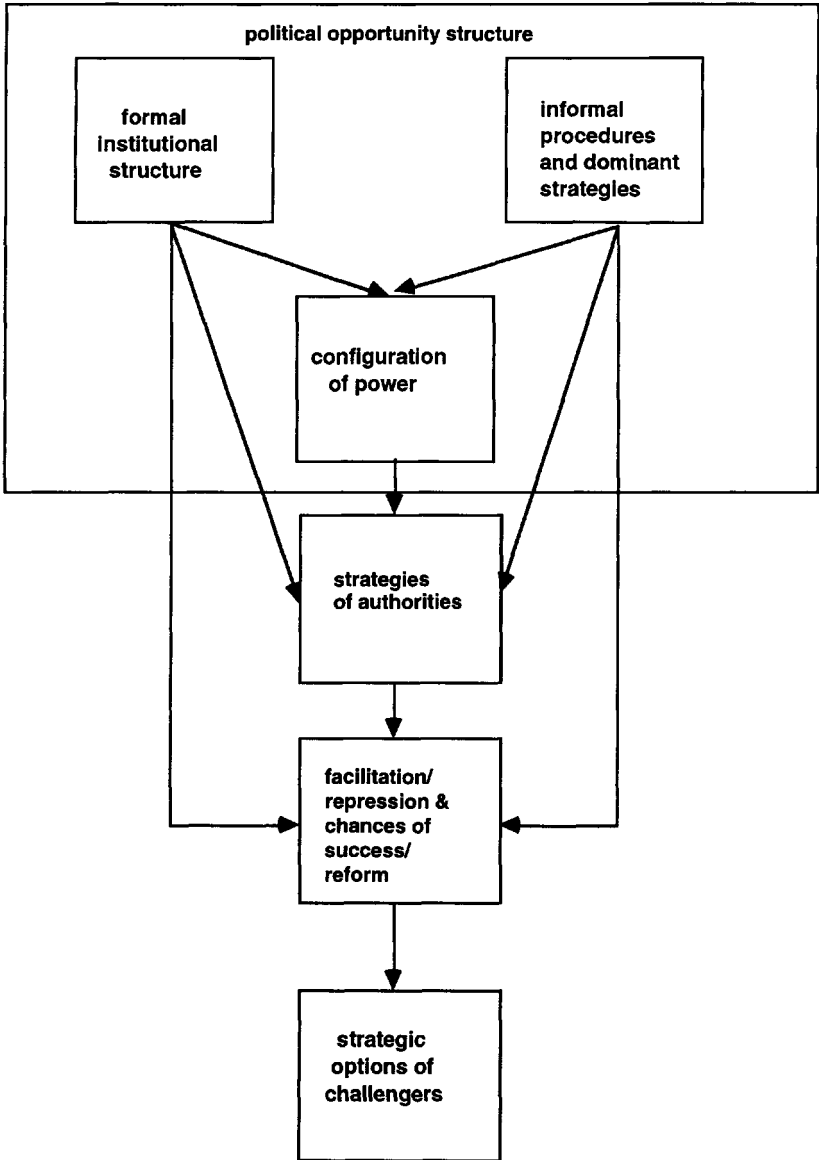 political opportunity structure
formal
institutional
structure
informal
procedures
and dominant
strategies
configuration
of power
strategies
of authorities
facilitation/
repression &
chances of
success/
reform
strategic
options of
challengers